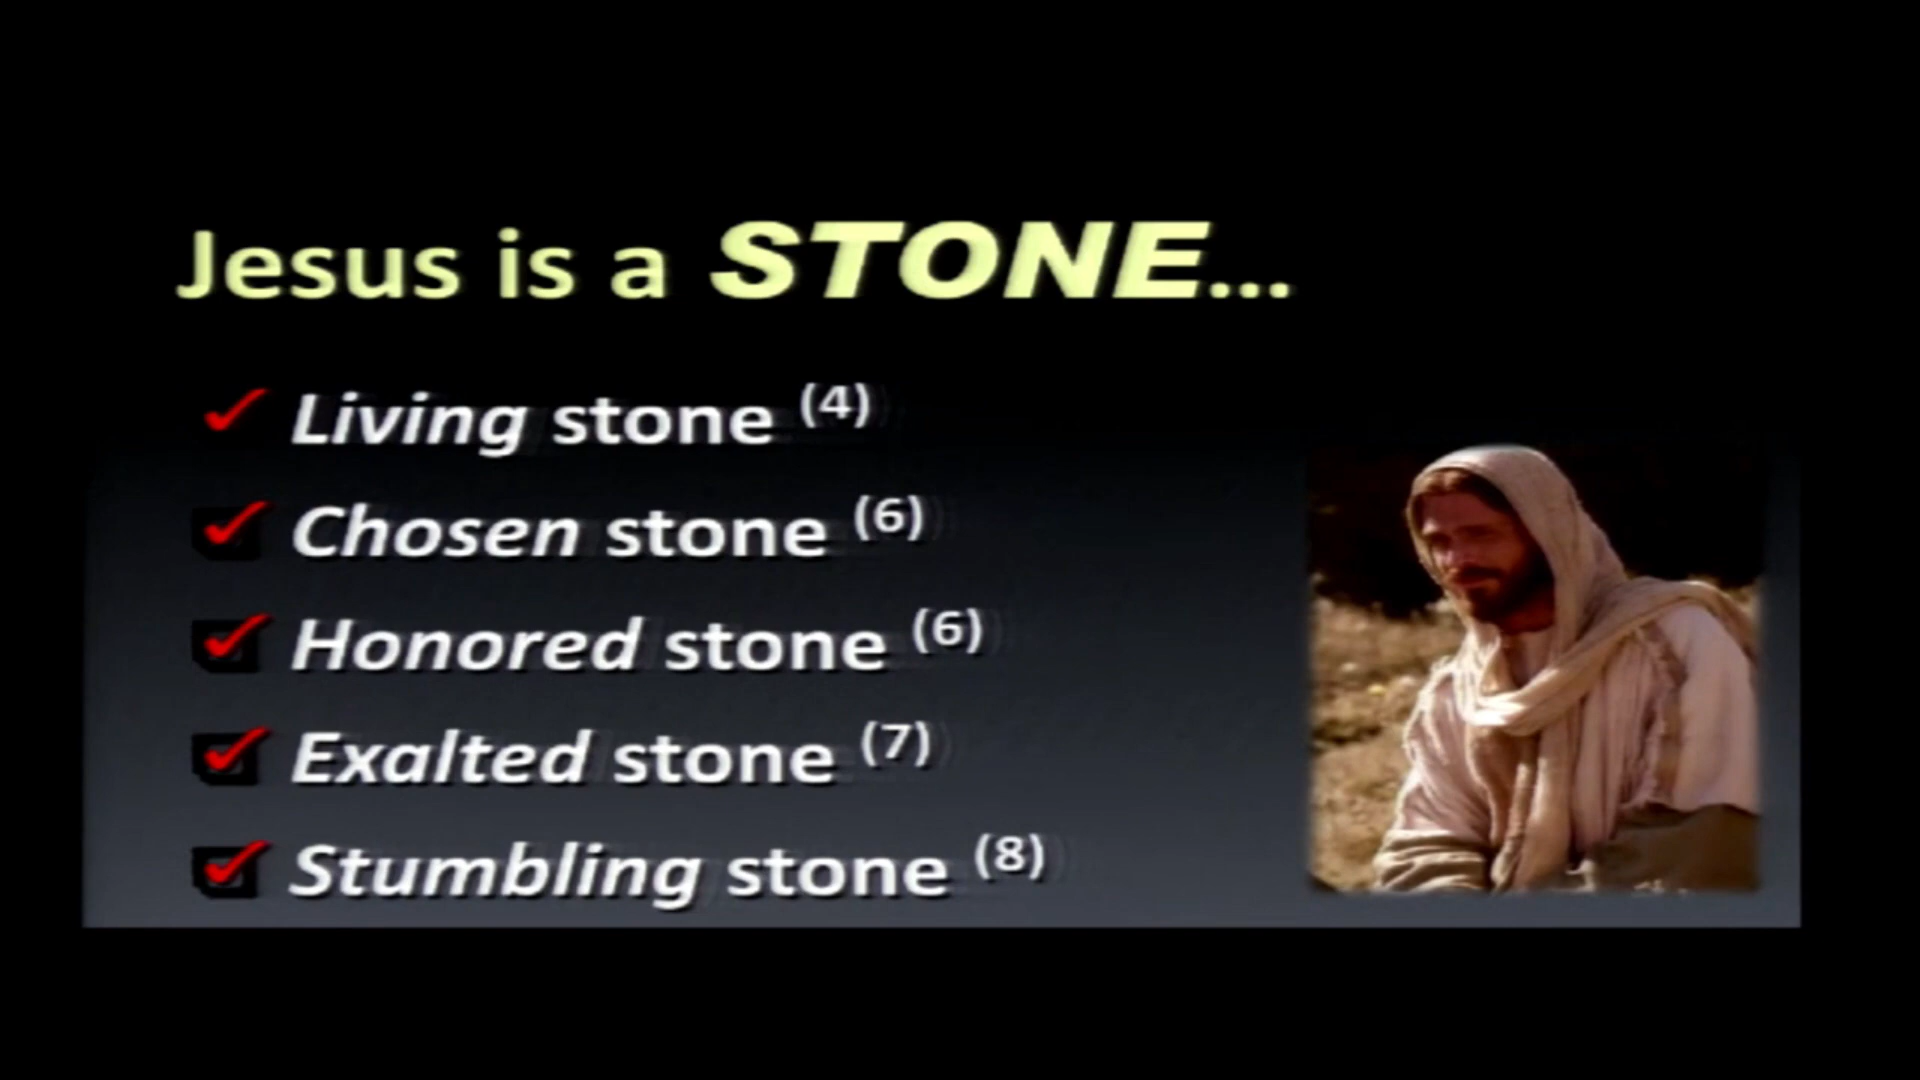 Jesus is a STONE...
Living stone (4)
Chosen stone (6)
Honored stone (6)
Exalted stone (7)
Stumbling stone (8)